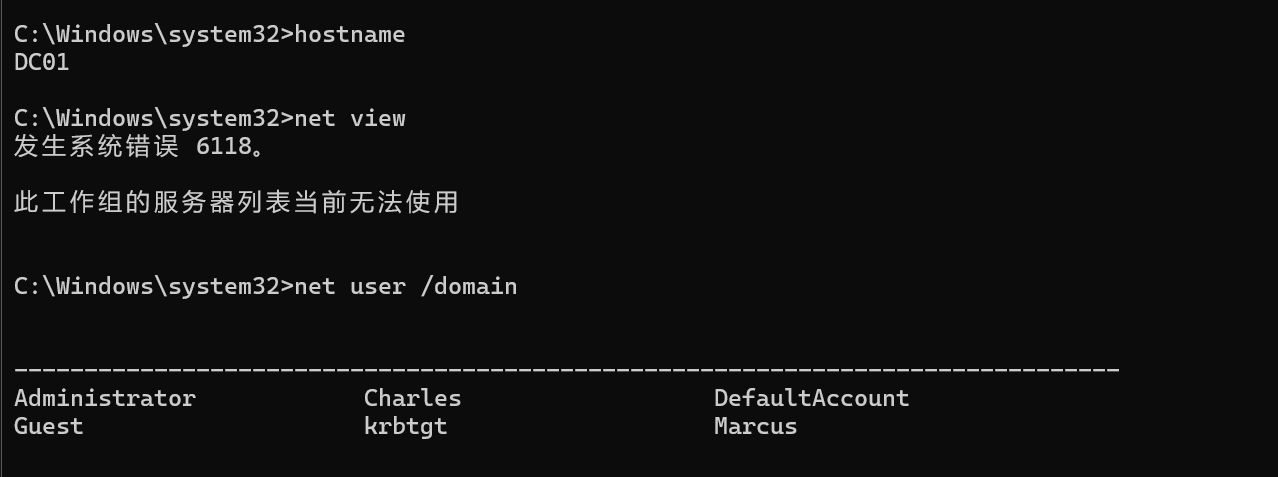 C:\Windows\system32>hostname
DC01
C:\Windows\system32>net view
发生系统错误 6118。
此工作组的服务器列表当前无法使用
C:\Windows\system32>net user /domain
-------------------------------------------------------------------------------
Administrator            Charles                  DefaultAccount
Guest                    krbtgt                   Marcus